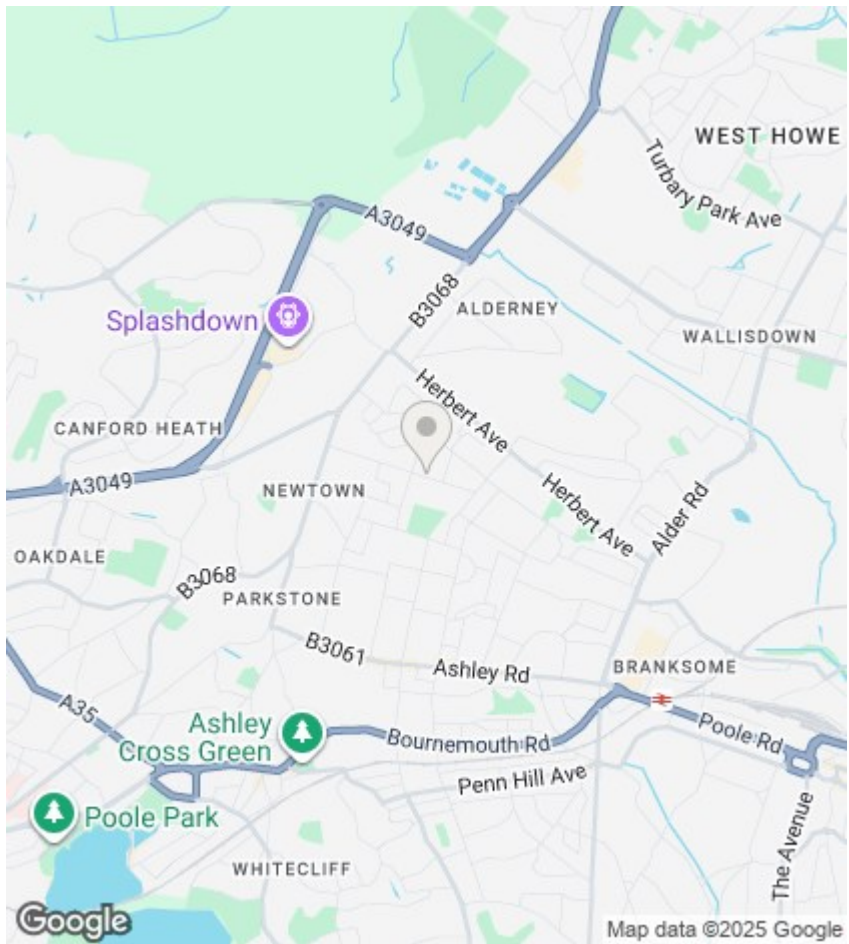 WEST HOWE
Turbary Park Ave
A3049
B3068
ALDERNEY
Splashdown
WALLISDOWN
Herbert Ave
CANFORD HEATH
A3049
NEWTOWN
Herbert Ave
Alder Rd
OAKDALE
B3068
PARKSTONE
B3061
Ashley Rd
BRANKSOME
A35
Ashley
Cross Green
Bournemouth Rd
Poole Rd
Penn Hill Ave
Poole Park
The Avenue
WHITECLIFF
Google
Map data ©2025 Google